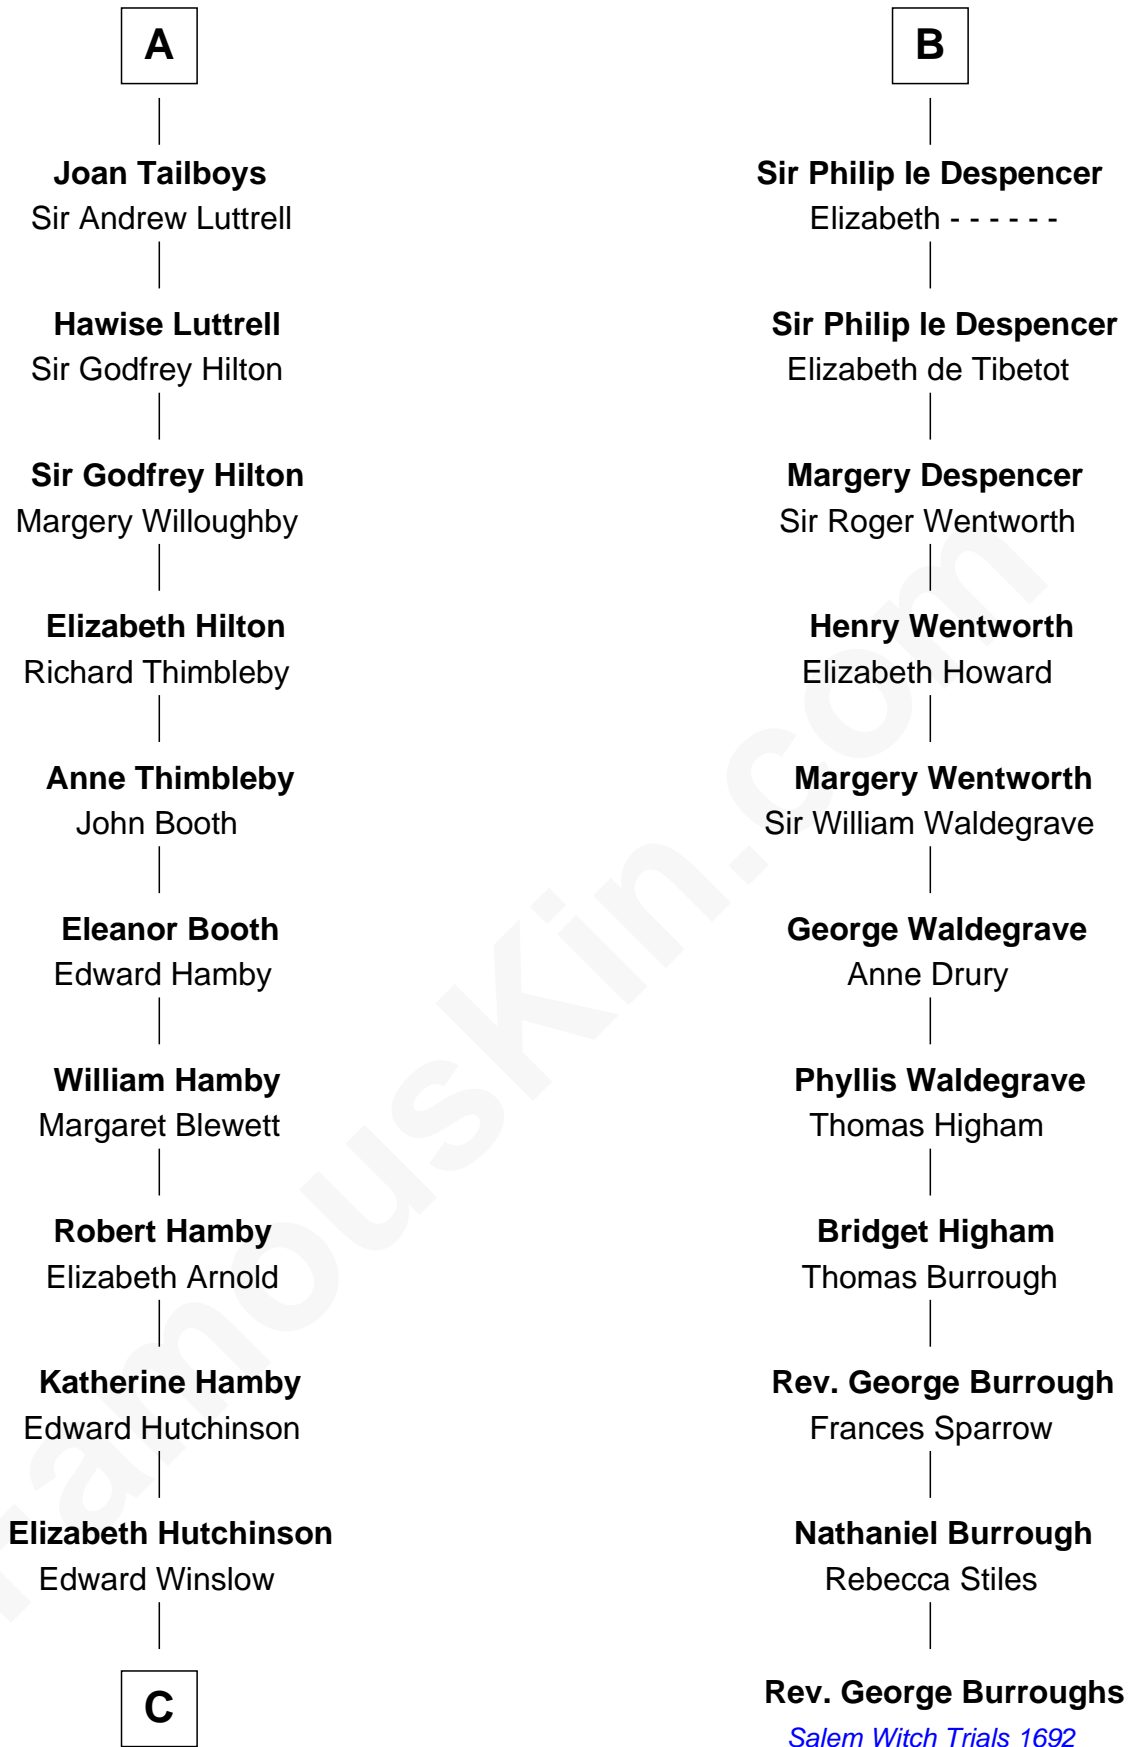 A
Joan Tailboys
Sir Andrew Luttrell
Hawise Luttrell
Sir Godfrey Hilton
Sir Godfrey Hilton
Margery Willoughby
Elizabeth Hilton
Richard Thimbleby
Anne Thimbleby
John Booth
Eleanor Booth
Edward Hamby
William Hamby
Margaret Blewett
Robert Hamby
Elizabeth Arnold
Katherine Hamby
Edward Hutchinson
Elizabeth Hutchinson
Edward Winslow
C
B
Sir Philip le Despencer
Elizabeth - - - - - -
Sir Philip le Despencer
Elizabeth de Tibetot
Margery Despencer
Sir Roger Wentworth
Henry Wentworth
Elizabeth Howard
Margery Wentworth
Sir William Waldegrave
George Waldegrave
Anne Drury
Phyllis Waldegrave
Thomas Higham
Bridget Higham
Thomas Burrough
Rev. George Burrough
Frances Sparrow
Nathaniel Burrough
Rebecca Stiles
Rev. George Burroughs
Salem Witch Trials 1692
FamousKin.com